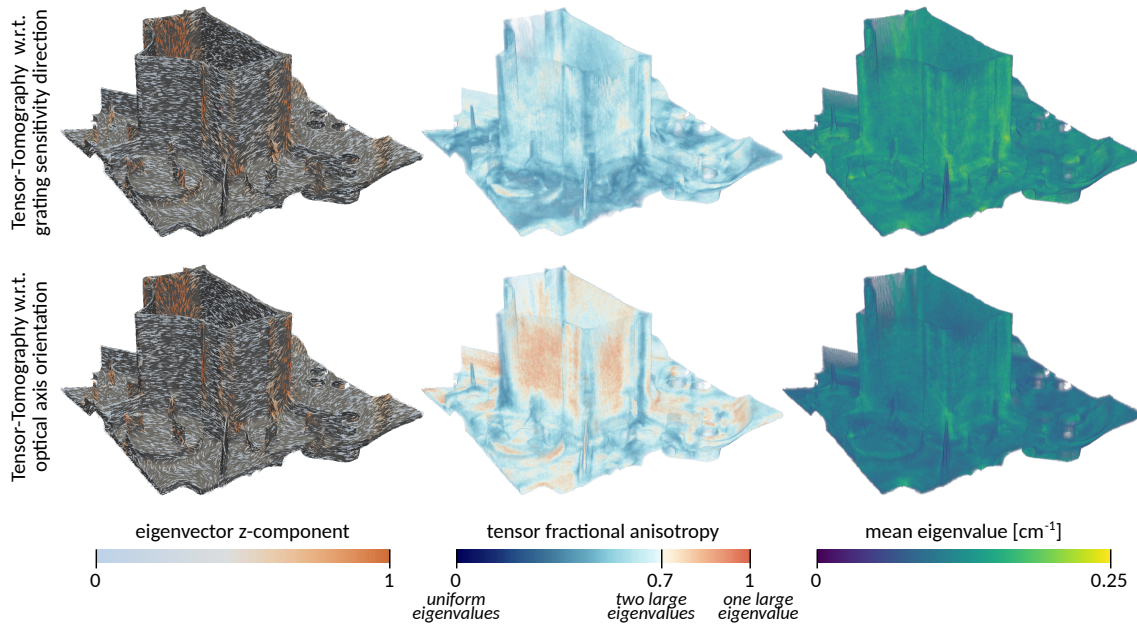 Tensor-Tomography w.r.t.
grating sensitivity direction
Tensor-Tomography w.r.t.
optical axis orientation
eigenvector z-component
0 1
tensor fractional anisotropy
0 0.7 1
uniform eigenvalues
two large eigenvalues
one large eigenvalue
mean eigenvalue [cm⁻¹]
0 0.25